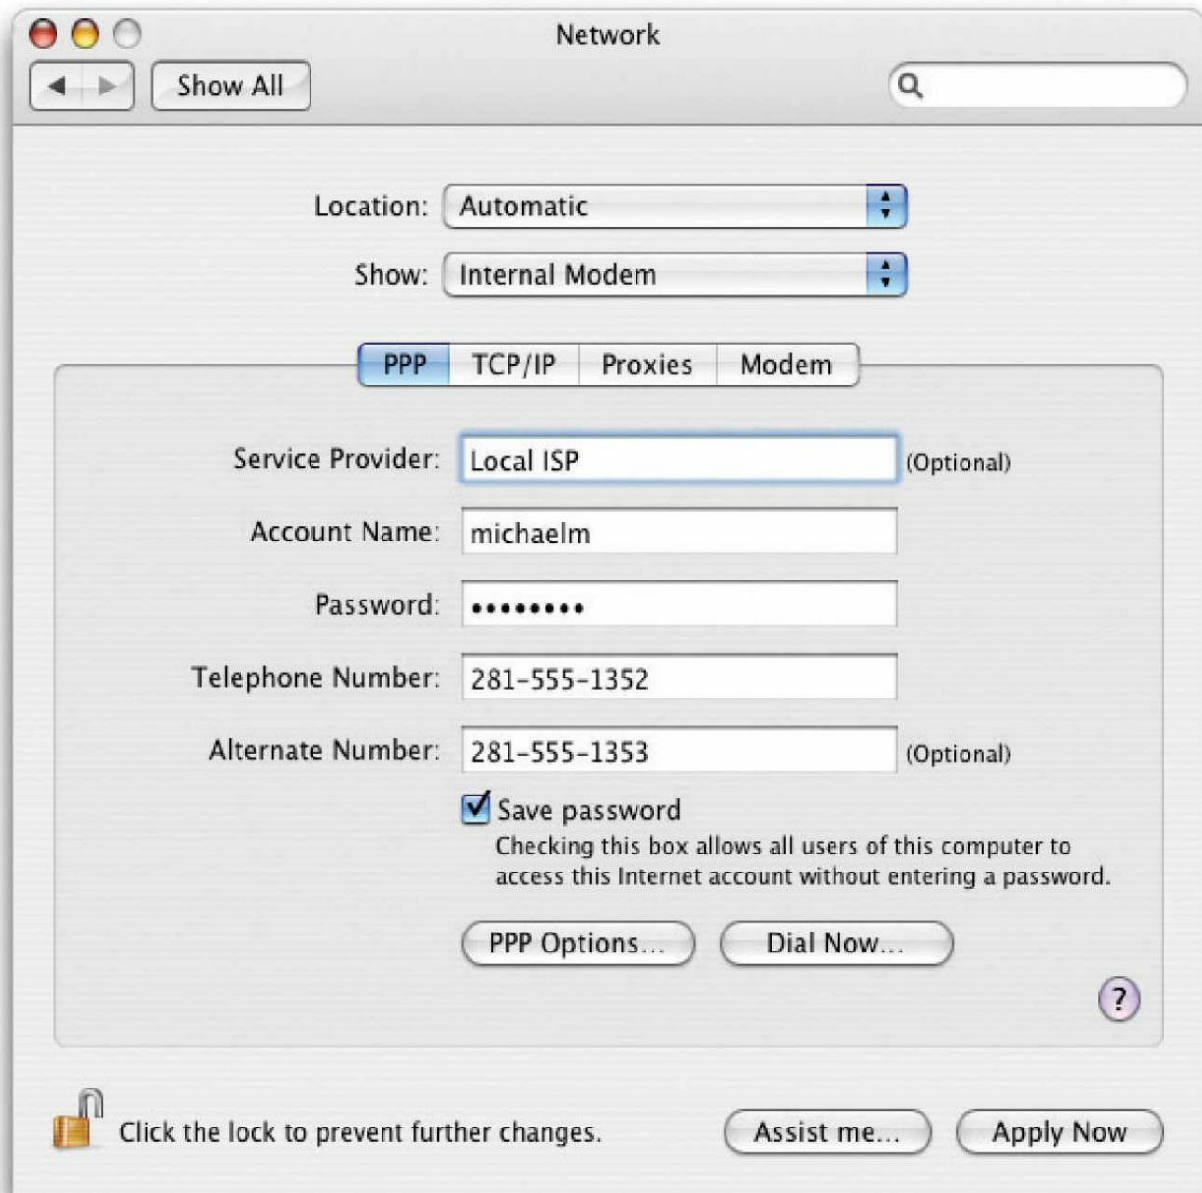 Network
Show All
Location: Automatic
Show: Internal Modem
PPP TCP/IP Proxies Modem
Service Provider: Local ISP (Optional)
Account Name: michaelm
Password: ••••••••
Telephone Number: 281-555-1352
Alternate Number: 281-555-1353 (Optional)
Save password
Checking this box allows all users of this computer to
access this Internet account without entering a password.
PPP Options... Dial Now...
?
Click the lock to prevent further changes. Assist me... Apply Now